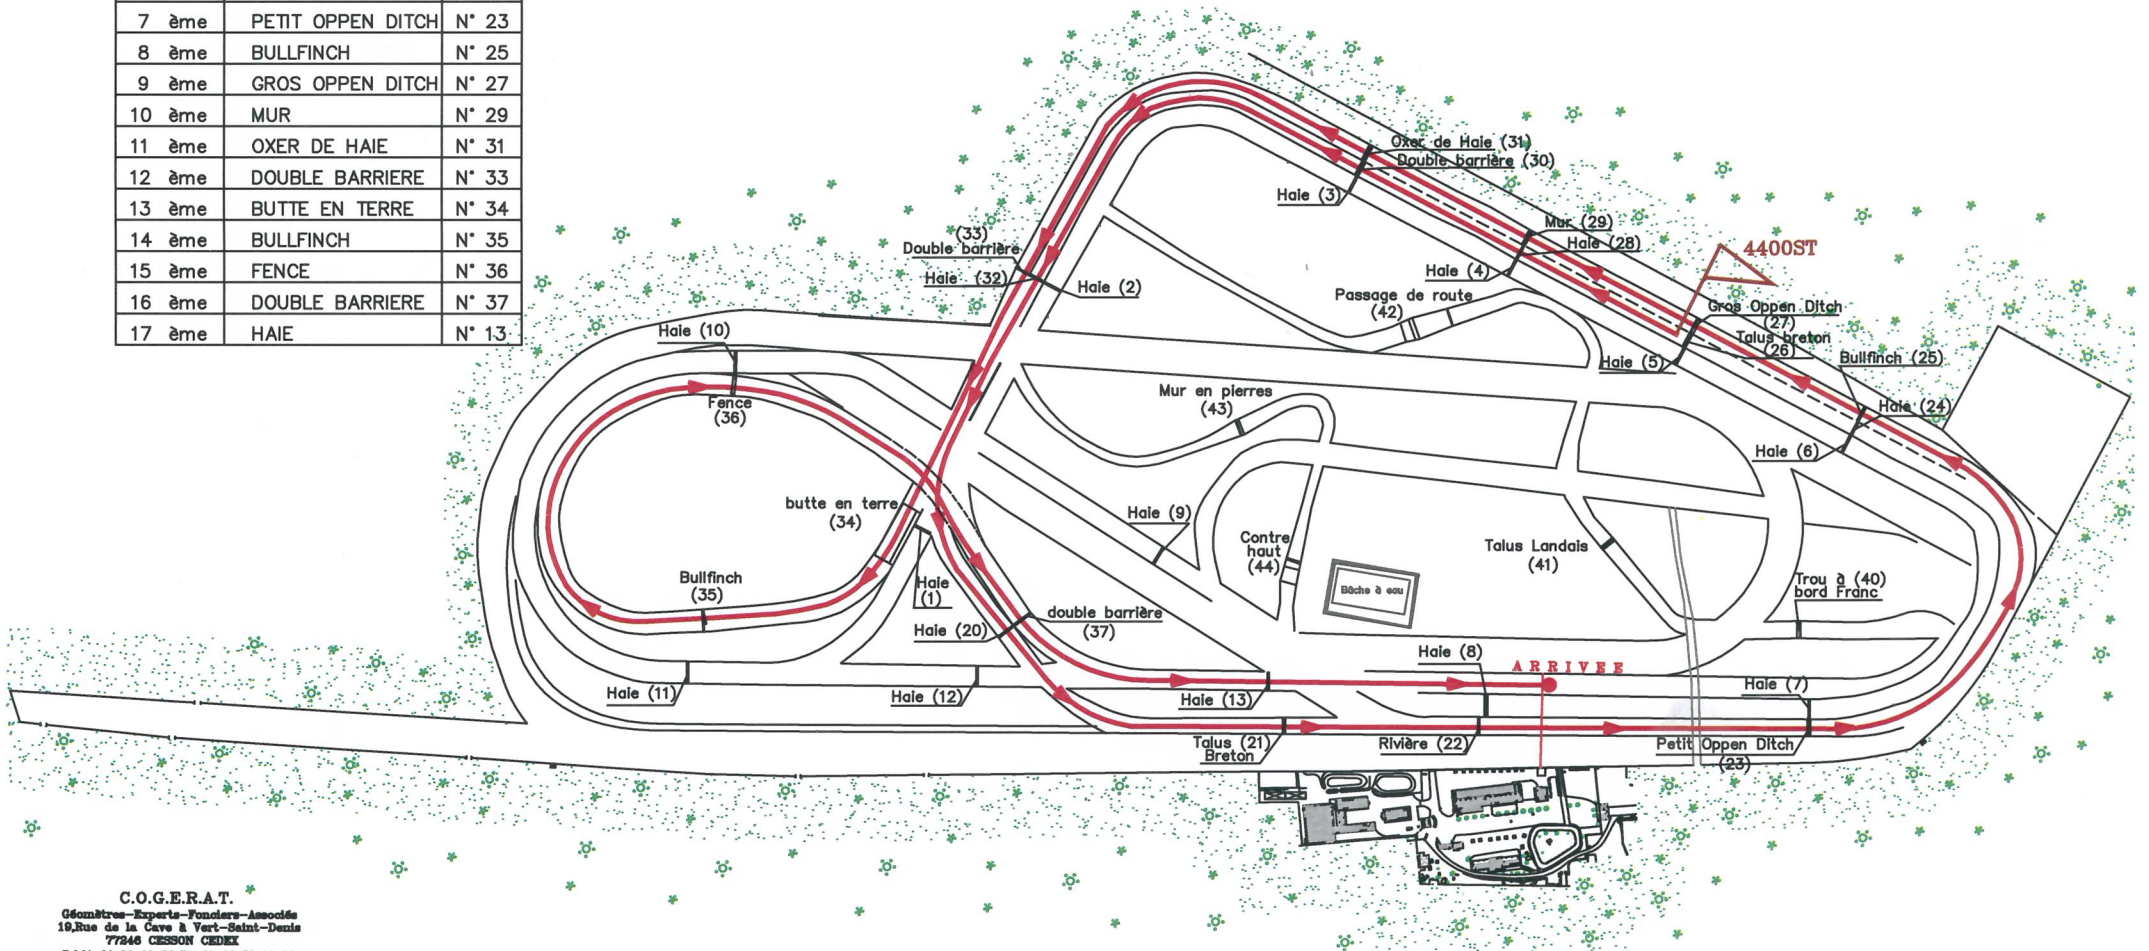 7 ème PETIT OPPEN DITCH N° 23
8 ème BULLFINCH N° 25
9 ème GROS OPPEN DITCH N° 27
10 ème MUR N° 29
11 ème OXER DE HAIE N° 31
12 ème DOUBLE BARRIERE N° 33
13 ème BUTTE EN TERRE N° 34
14 ème BULLFINCH N° 35
15 ème FENCE N° 36
16 ème DOUBLE BARRIERE N° 37
17 ème HAIE N° 13
Oxer de Haie (31)
Double barrière (30)
Haie (3)
Mur (29)
Haie (28)
Haie (4)
4400ST
(33)
Double barrière
Haie (32)
Haie (2)
Passage de route
(42)
Gros Oppen Ditch
(27)
Talus breton
(26)
Haie (5)
Bullfinch (25)
Haie (24)
Haie (6)
Haie (10)
Fence
(36)
Mur en pierres
(43)
butte en terre
(34)
Haie (9)
Contre
haut
(44)
Talus Landais
(41)
Bâche à eau
Trou à (40)
bord Franc
Bullfinch
(35)
Haie
(1)
Haie (20)
double barrière
(37)
Haie (8)
ARRIVEE
Haie (7)
Haie (11)
Haie (12)
Haie (13)
Talus (21)
Breton
Rivière (22)
Petit Oppen Ditch
(23)
C.O.G.E.R.A.T.
Géomètres-Experts-Fonciers-Associés
19,Rue de la Cave à Vert-Saint-Denis
77246 CESSON CEDEX